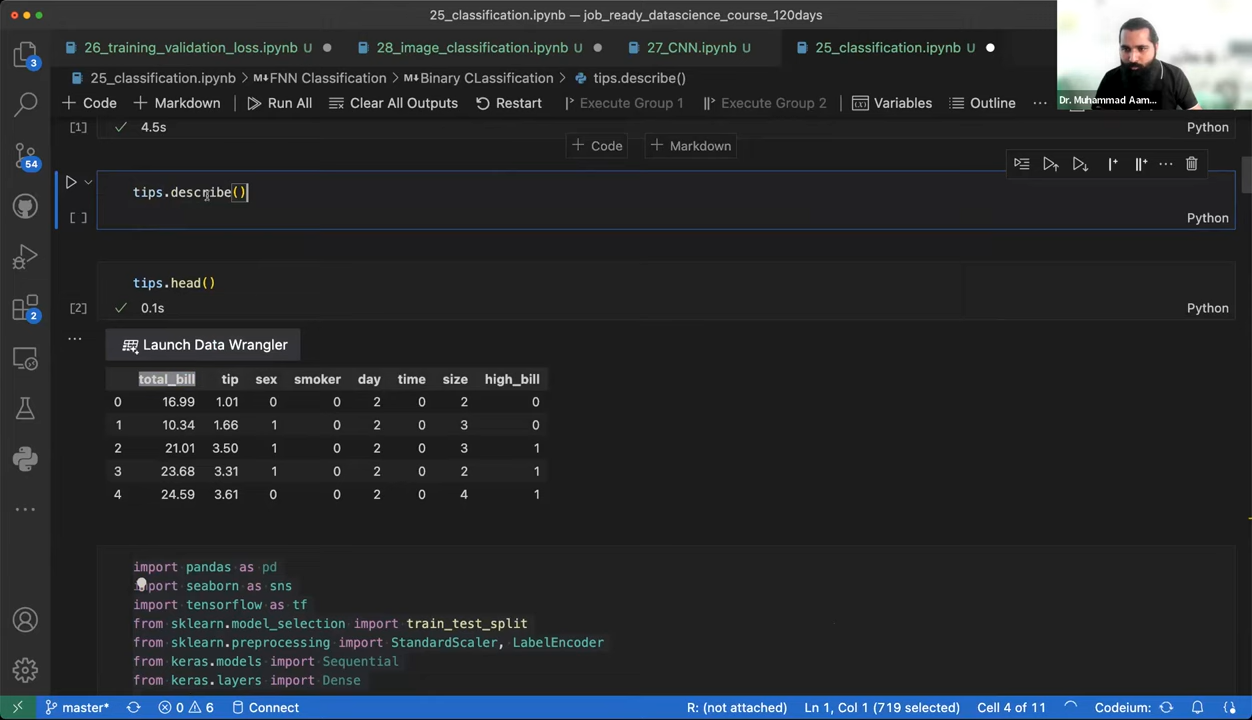 25_classification.ipynb — job_ready_datascience_course_120days
26_training_validation_loss.ipynb U
28_image_classification.ipynb U
27_CNN.ipynb U
25_classification.ipynb U
25_classification.ipynb > M↓FNN Classification > M↓Binary CLassification > tips.describe()
+ Code + Markdown Run All Clear All Outputs Restart Execute Group 1 Execute Group 2 Variables Outline ...
Dr. Muhammad Aam...
3
54
2
[1] ✓ 4.5s Python
+ Code + Markdown
tips.describe()
[ ] Python
tips.head()
[2] ✓ 0.1s Python
Launch Data Wrangler
total_bill tip sex smoker day time size high_bill
0 16.99 1.01 0 0 2 0 2 0
1 10.34 1.66 1 0 2 0 3 0
2 21.01 3.50 1 0 2 0 3 1
3 23.68 3.31 1 0 2 0 2 1
4 24.59 3.61 0 0 2 0 4 1
import pandas as pd
import seaborn as sns
import tensorflow as tf
from sklearn.model_selection import train_test_split
from sklearn.preprocessing import StandardScaler, LabelEncoder
from keras.models import Sequential
from keras.layers import Dense
master* 0 6 Connect R: (not attached) Ln 1, Col 1 (719 selected) Cell 4 of 11 Codeium: